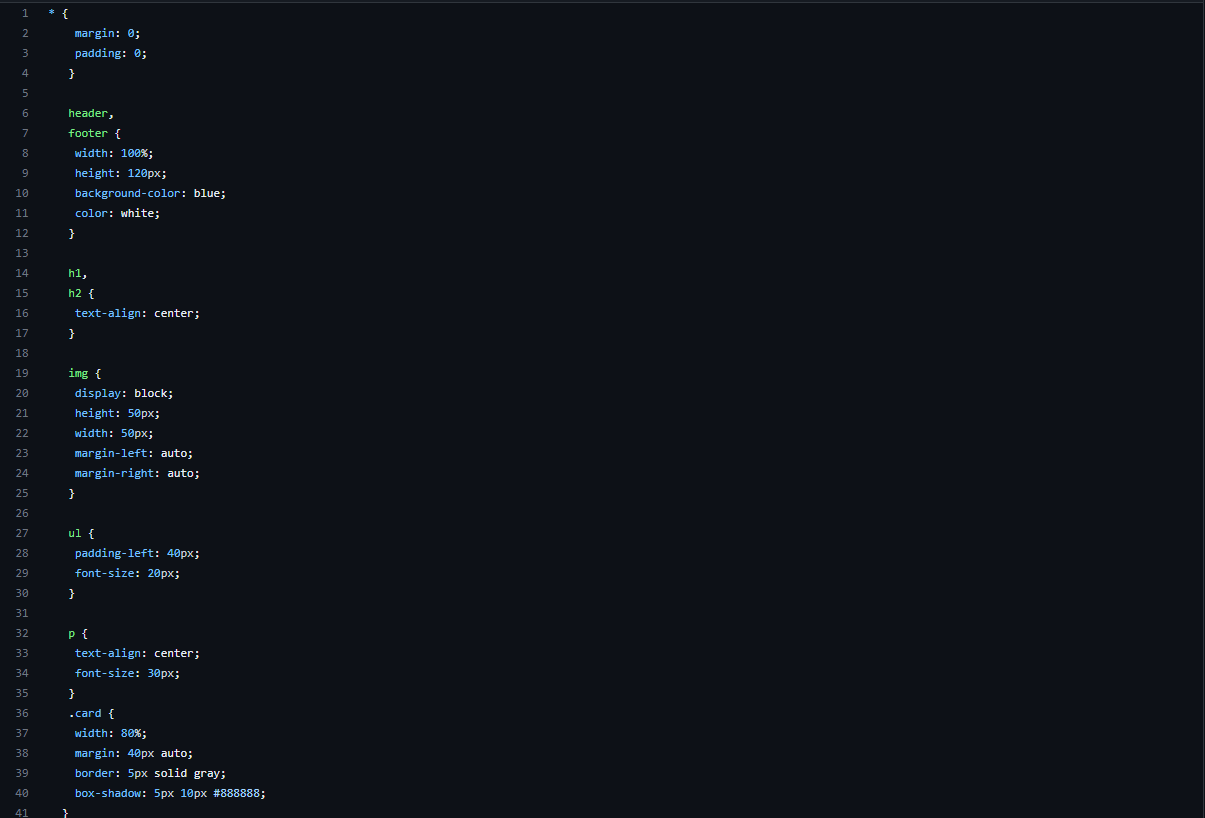 1 * {
2 margin: 0;
3 padding: 0;
4 }
5
6 header,
7 footer {
8 width: 100%;
9 height: 120px;
10 background-color: blue;
11 color: white;
12 }
13
14 h1,
15 h2 {
16 text-align: center;
17 }
18
19 img {
20 display: block;
21 height: 50px;
22 width: 50px;
23 margin-left: auto;
24 margin-right: auto;
25 }
26
27 ul {
28 padding-left: 40px;
29 font-size: 20px;
30 }
31
32 p {
33 text-align: center;
34 font-size: 30px;
35 }
36 .card {
37 width: 80%;
38 margin: 40px auto;
39 border: 5px solid gray;
40 box-shadow: 5px 10px #888888;
41 }